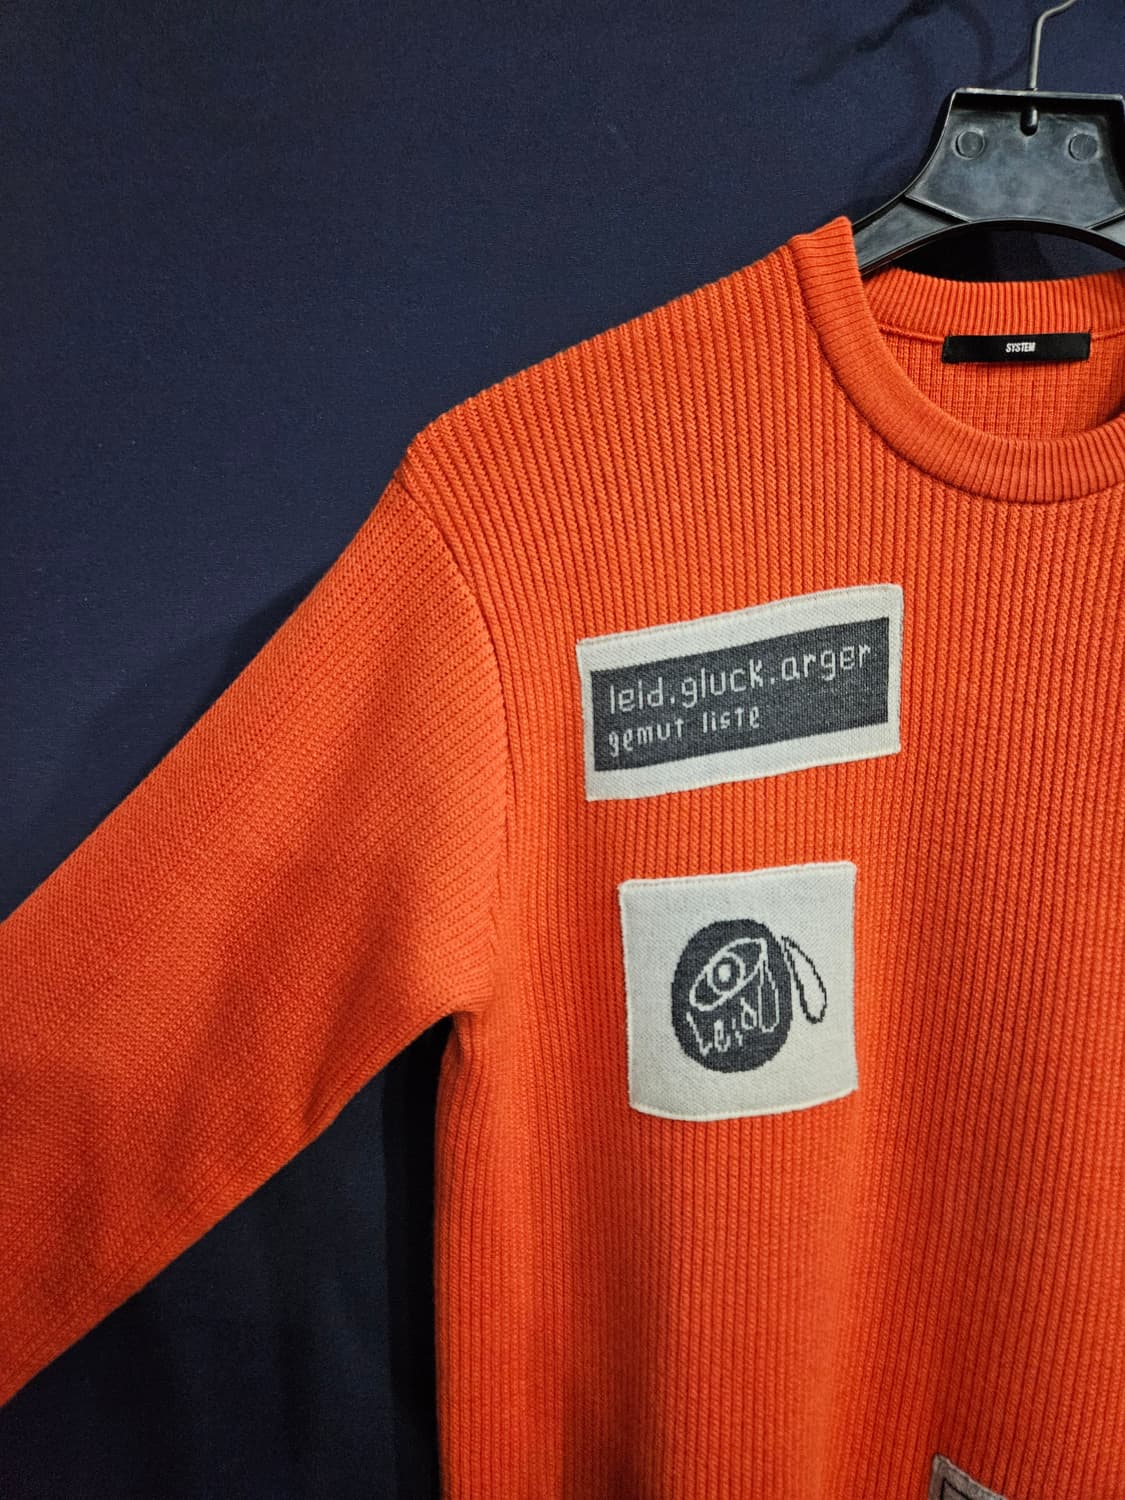 SYSTEM
leid.gluck.arger
gemut liste
Leid